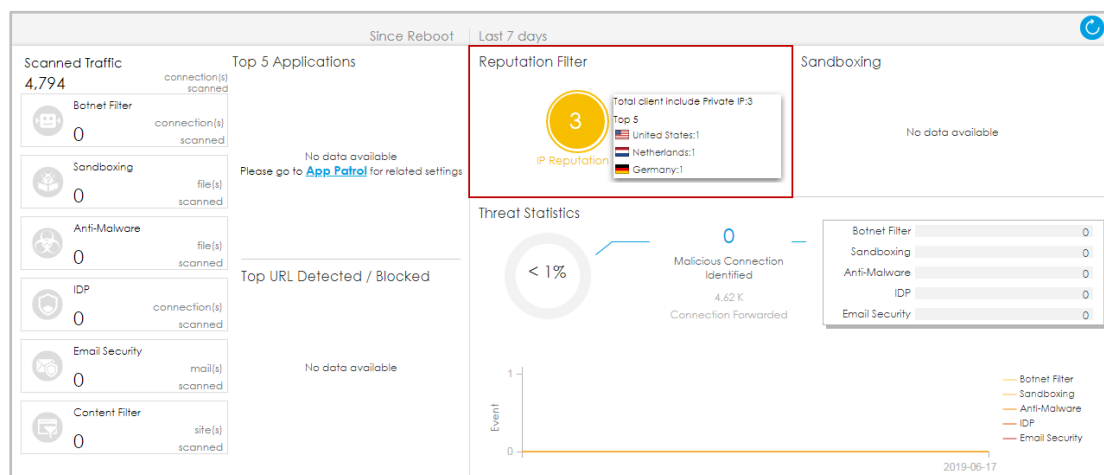 Since Reboot
Last 7 days
Scanned Traffic
4,794
connection(s)
scanned
Botnet Filter
0
connection(s)
scanned
Sandboxing
0
file(s)
scanned
Anti-Malware
0
file(s)
scanned
IDP
0
connection(s)
scanned
Email Security
0
mail(s)
scanned
Content Filter
0
site(s)
scanned
Top 5 Applications
No data available
Please go to App Patrol for related settings
Top URL Detected / Blocked
No data available
Reputation Filter
3
IP Reputation
Total client include Private IP:3
Top 5
United States:1
Netherlands:1
Germany:1
Sandboxing
No data available
Threat Statistics
< 1%
0
Malicious Connection
Identified
4.62 K
Connection Forwarded
Botnet Filter 0
Sandboxing 0
Anti-Malware 0
IDP 0
Email Security 0
1
Event
0
2019-06-17
Botnet Filter
Sandboxing
Anti-Malware
IDP
Email Security